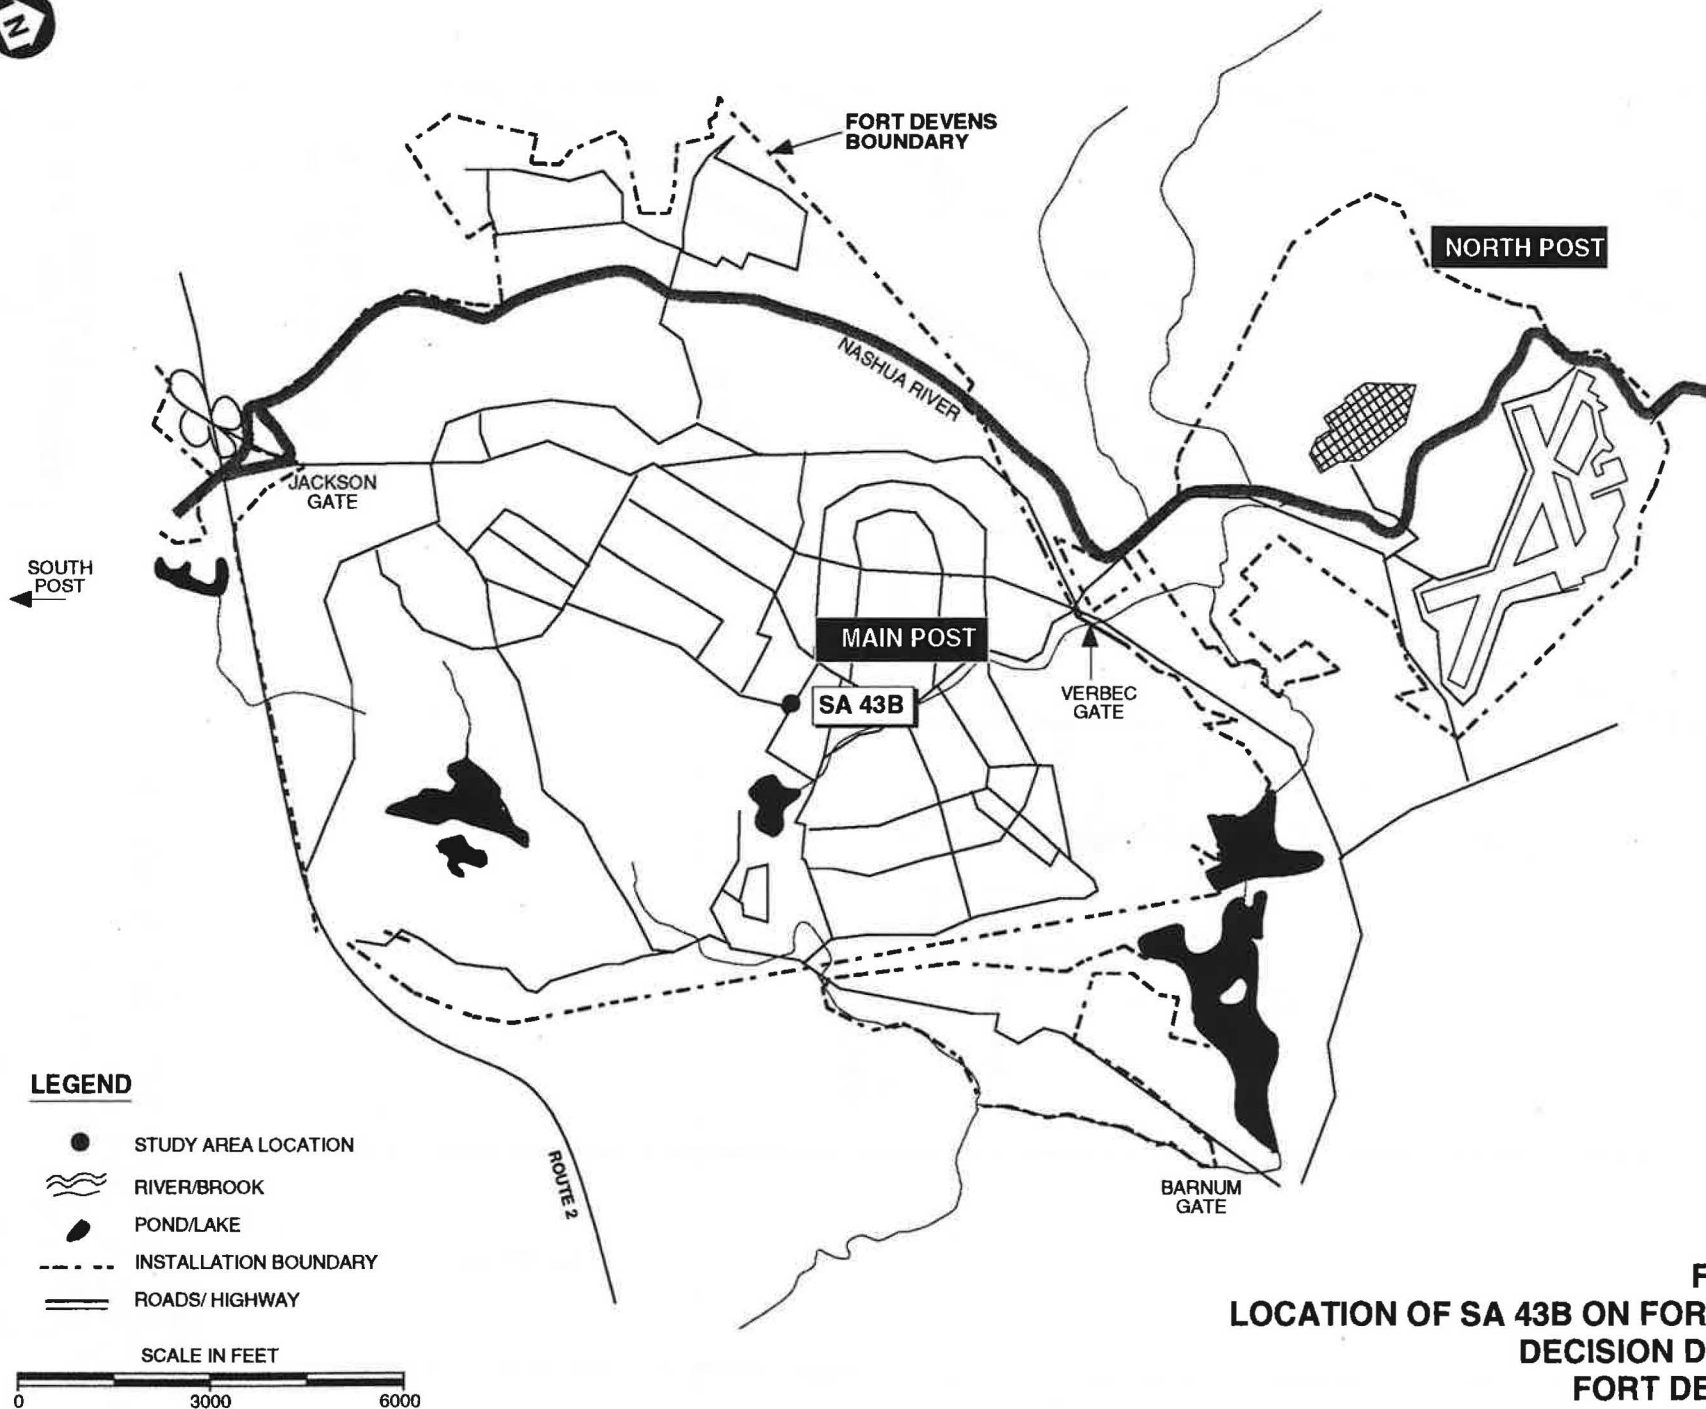 N
FORT DEVENS
BOUNDARY
NORTH POST
NASHUA RIVER
JACKSON
GATE
SOUTH
POST
MAIN POST
SA 43B
VERBEC
GATE
LEGEND
STUDY AREA LOCATION
RIVER/BROOK
POND/LAKE
INSTALLATION BOUNDARY
ROADS/ HIGHWAY
SCALE IN FEET
0 3000 6000
ROUTE 2
BARNUM
GATE
F
LOCATION OF SA 43B ON FOR
DECISION D
FORT DE